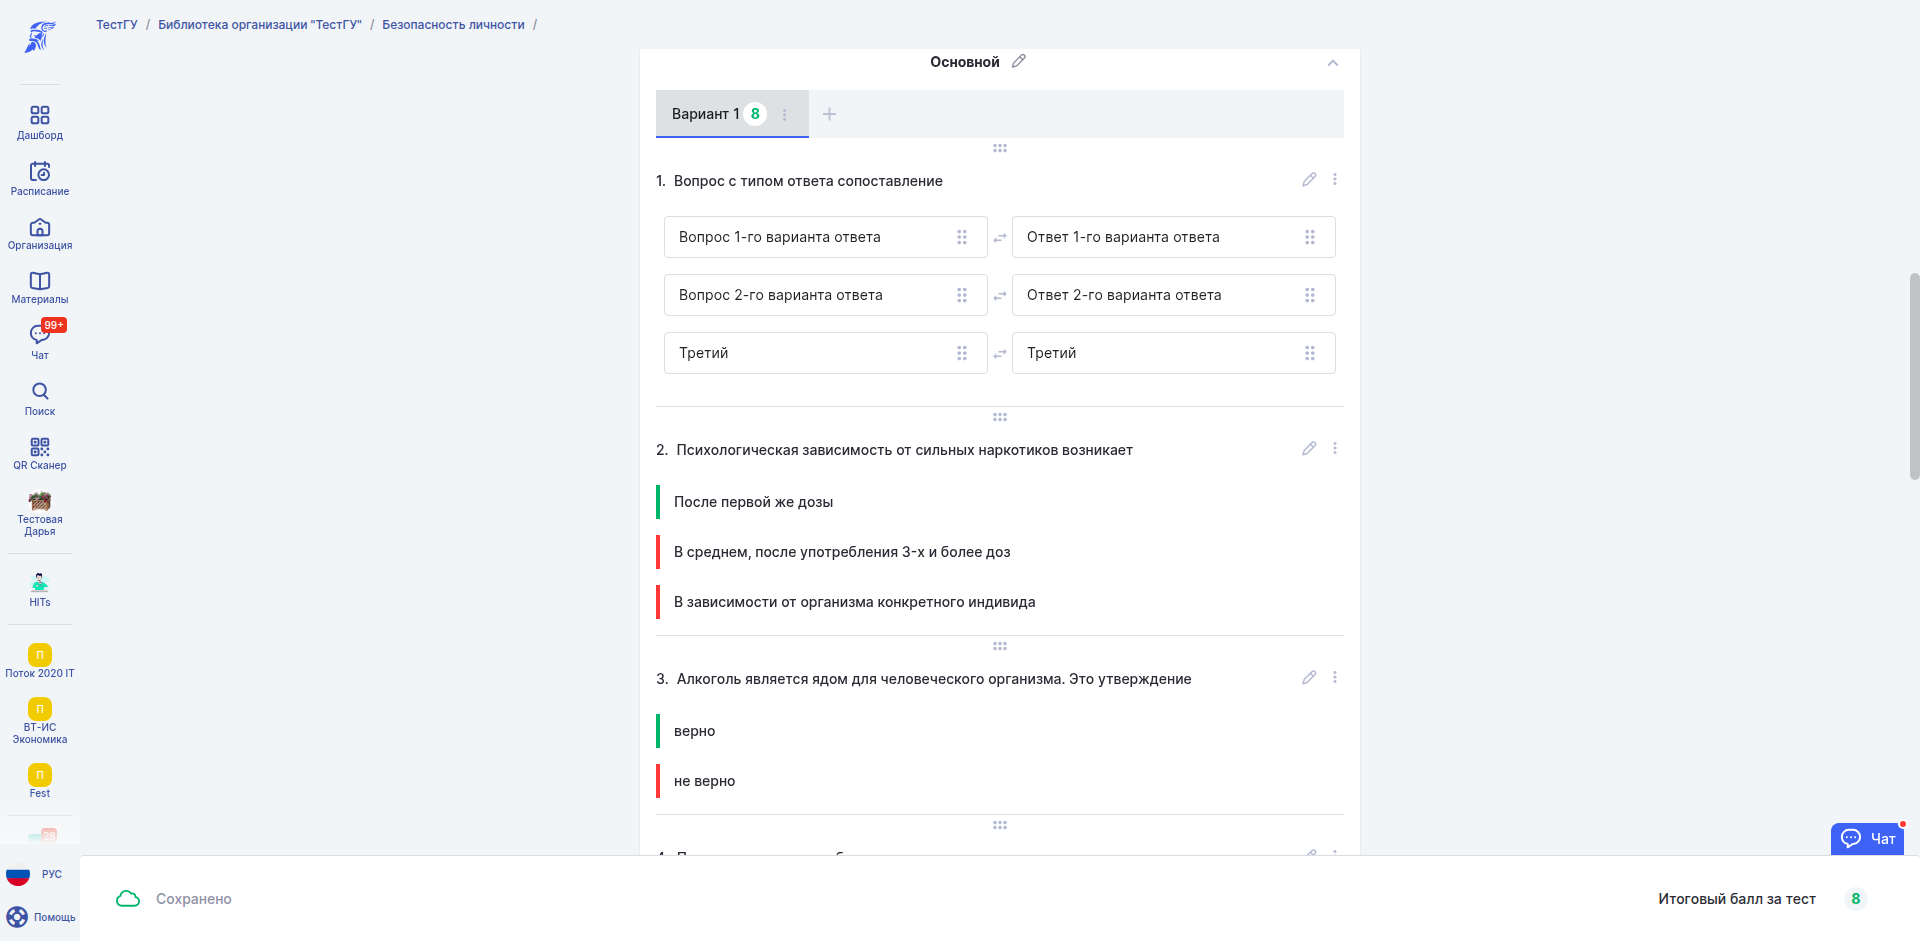 ТестГУ / Библиотека организации "ТестГУ" / Безопасность личности /
Дашборд
Расписание
Организация
Материалы
99+
Чат
Поиск
QR Сканер
Тестовая
Дарья
HITs
П
Поток 2020 IT
П
ВТ-ИС
Экономика
П
Fest
28
РУС
Помощь
Основной
Вариант 1 8
1. Вопрос с типом ответа сопоставление
Вопрос 1-го варианта ответа
Ответ 1-го варианта ответа
Вопрос 2-го варианта ответа
Ответ 2-го варианта ответа
Третий
Третий
2. Психологическая зависимость от сильных наркотиков возникает
После первой же дозы
В среднем, после употребления 3-х и более доз
В зависимости от организма конкретного индивида
3. Алкоголь является ядом для человеческого организма. Это утверждение
верно
не верно
Чат
Сохранено
Итоговый балл за тест 8